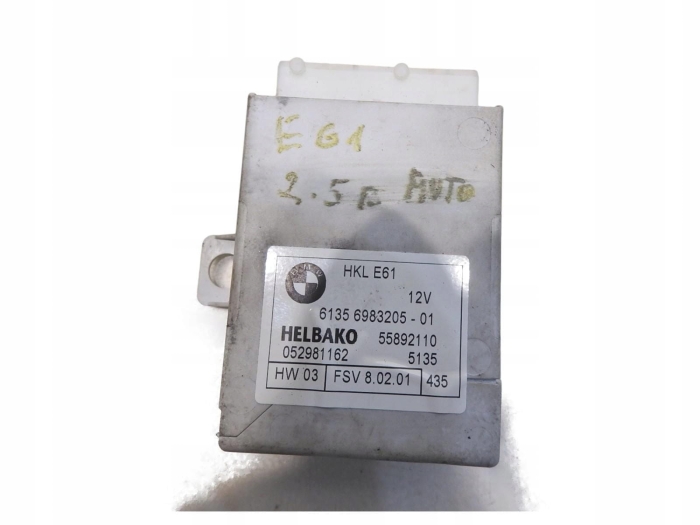 E61
2.5 AUTO
HKL E61
12V
6135 6983205 - 01
HELBAKO 55892110
052981162 5135
HW 03 FSV 8.02.01 435